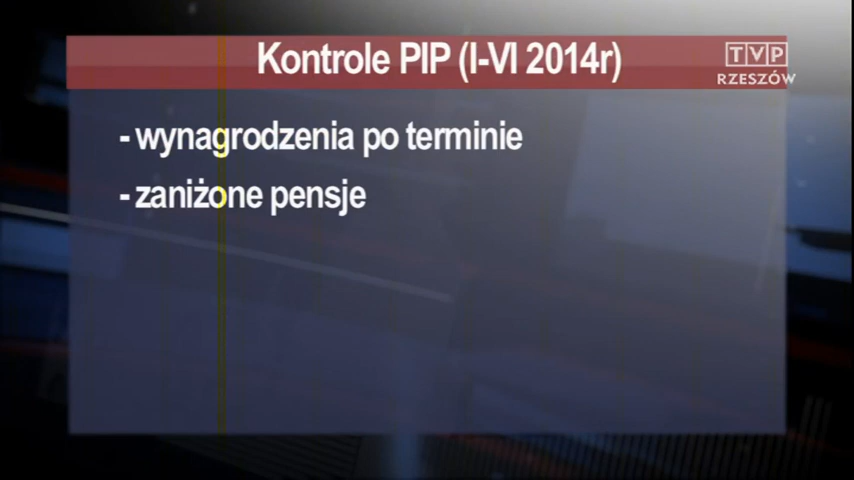 Kontrole PIP (I-VI 2014r)
TVP
RZESZÓW
- wynagrodzenia po terminie
- zaniżone pensje